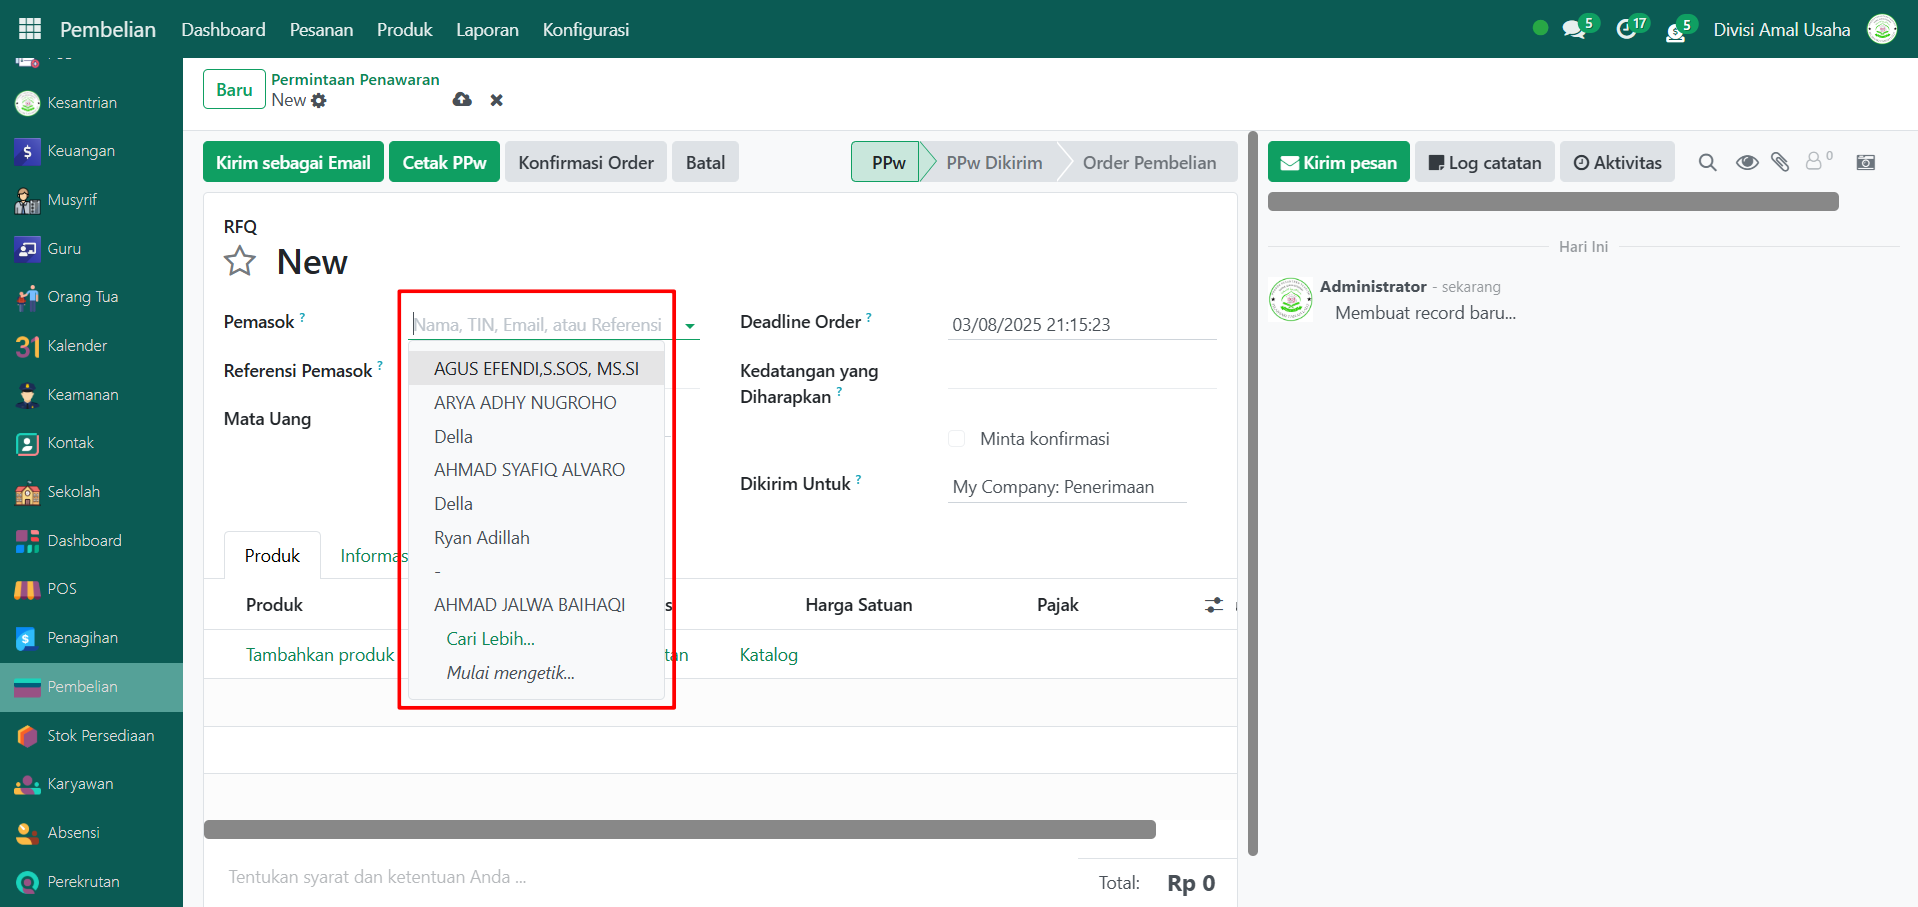 Pembelian
Dashboard
Pesanan
Produk
Laporan
Konfigurasi
5
17
5
Divisi Amal Usaha
Kesantrian
Keuangan
Musyrif
Guru
Orang Tua
31 Kalender
Keamanan
Kontak
Sekolah
Dashboard
POS
Penagihan
Pembelian
Stok Persediaan
Karyawan
Absensi
Perekrutan
Baru
Permintaan Penawaran
New
Kirim sebagai Email
Cetak PPw
Konfirmasi Order
Batal
PPw
PPw Dikirim
Order Pembelian
RFQ
New
Pemasok ?
Nama, TIN, Email, atau Referensi
Referensi Pemasok ?
Mata Uang
AGUS EFENDI,S.SOS, MS.SI
ARYA ADHY NUGROHO
Della
AHMAD SYAFIQ ALVARO
Della
Ryan Adillah
-
AHMAD JALWA BAIHAQI
Cari Lebih...
Mulai mengetik...
Deadline Order ?
03/08/2025 21:15:23
Kedatangan yang
Diharapkan ?
Minta konfirmasi
Dikirim Untuk ?
My Company: Penerimaan
Produk
Informas
Produk
s
Harga Satuan
Pajak
Tambahkan produk
tan
Katalog
Tentukan syarat dan ketentuan Anda ...
Total: Rp 0
Kirim pesan
Log catatan
Aktivitas
0
Hari Ini
Administrator - sekarang
Membuat record baru...